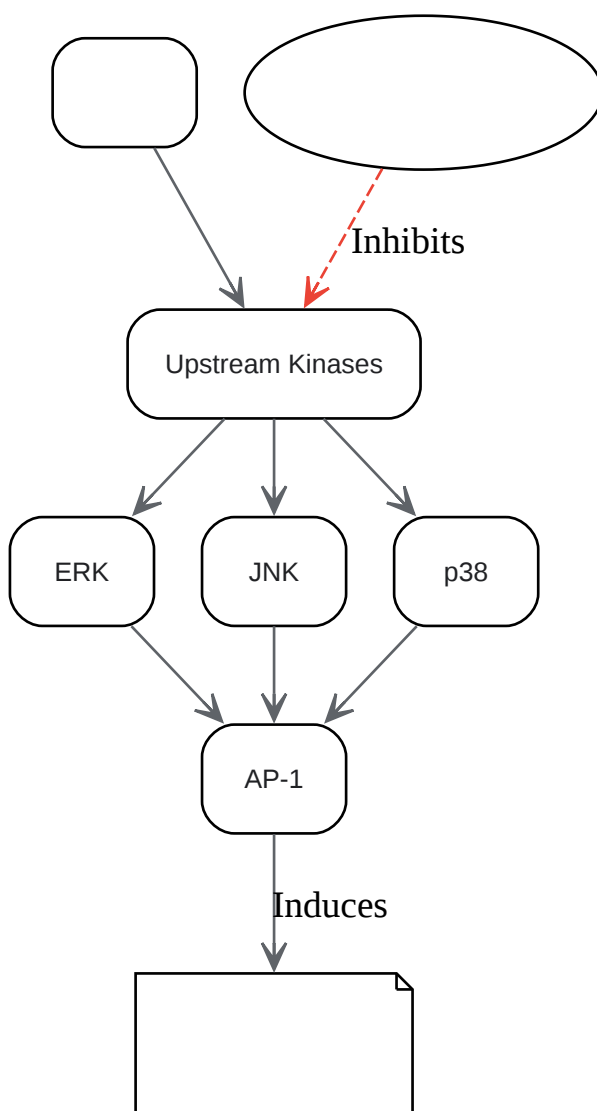 Inhibits
Upstream Kinases
ERK
JNK
p38
AP-1
Induces